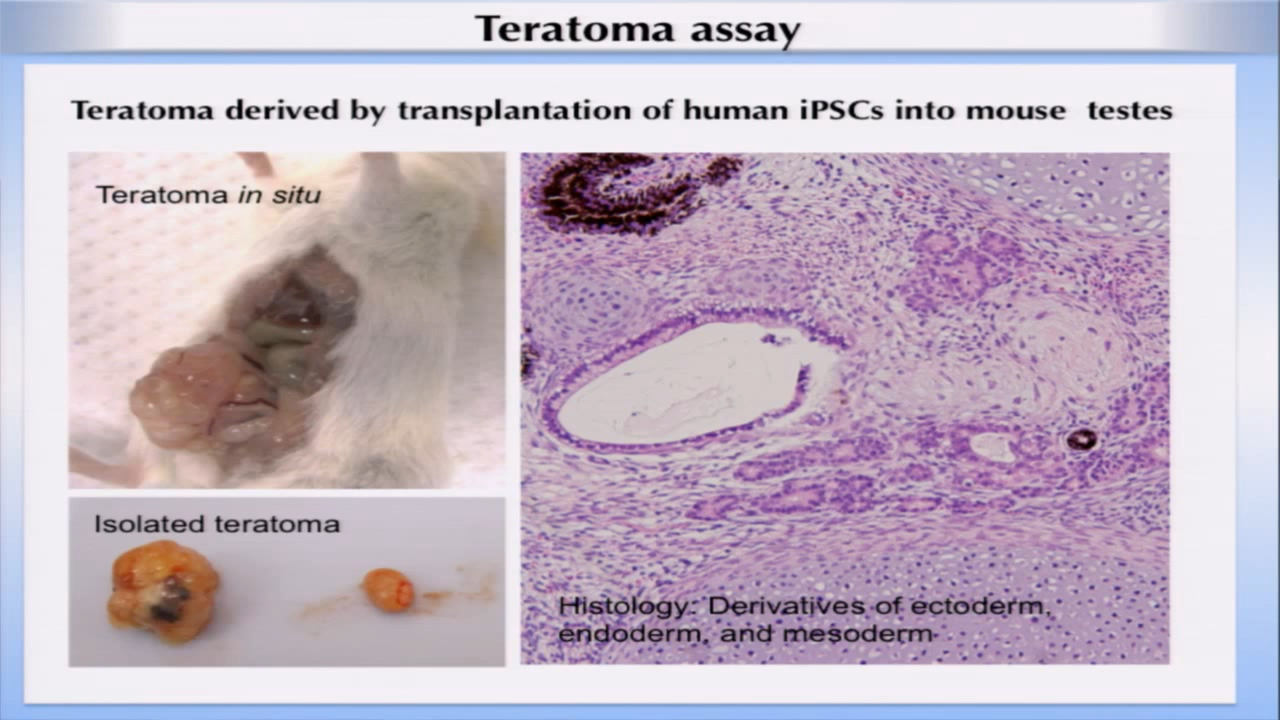 Teratoma assay
Teratoma derived by transplantation of human iPSCs into mouse testes
Teratoma in situ
Isolated teratoma
Histology: Derivatives of ectoderm,
endoderm, and mesoderm